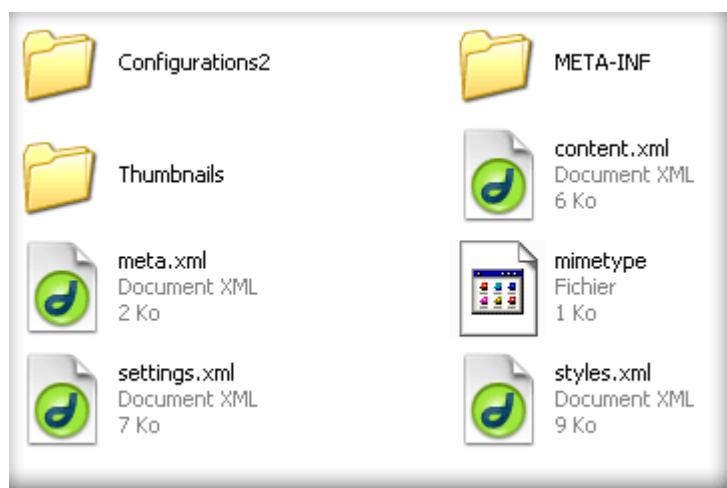 Configurations2
META-INF
Thumbnails
content.xml
Document XML
6 Ko
meta.xml
Document XML
2 Ko
mimetype
Fichier
1 Ko
settings.xml
Document XML
7 Ko
styles.xml
Document XML
9 Ko